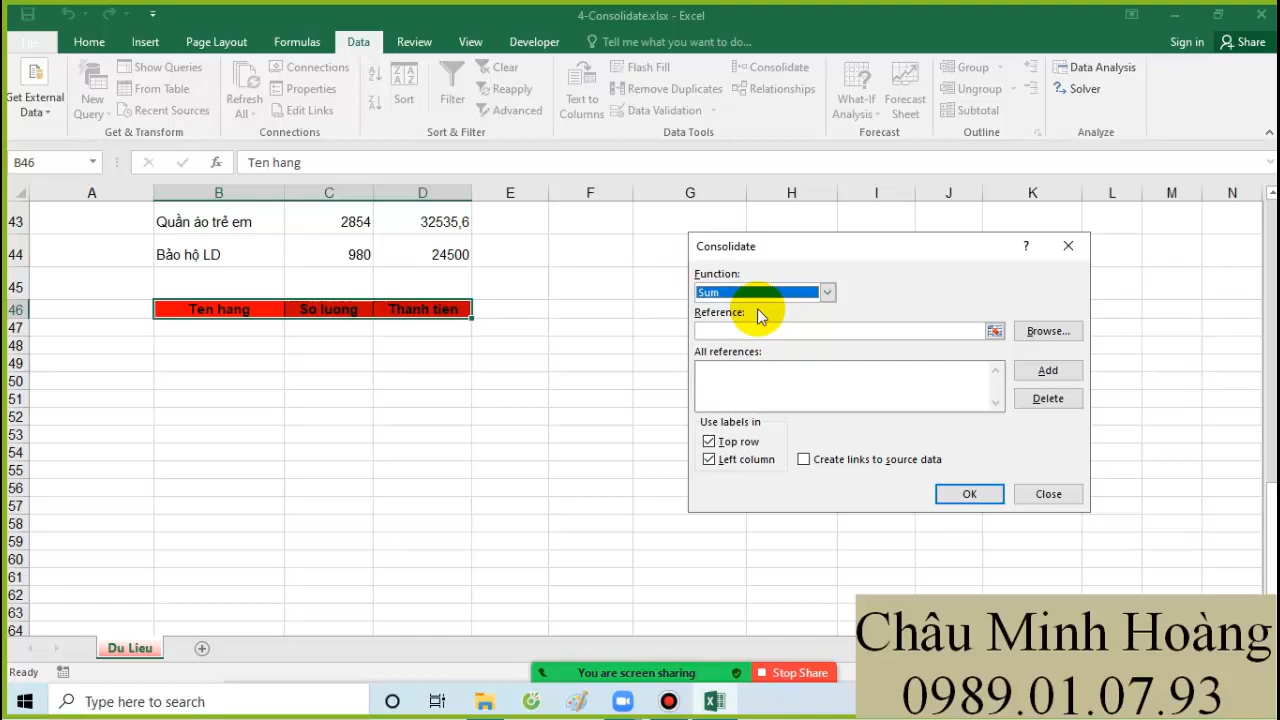 4-Consolidate.xlsx - Excel
File Home Insert Page Layout Formulas Data Review View Developer Tell me what you want to do... Sign in Share
Get External Data
New Query
Show Queries
From Table
Recent Sources
Get & Transform
Refresh All
Connections
Properties
Edit Links
Connections
Sort
Filter
Clear
Reapply
Advanced
Sort & Filter
Text to Columns
Flash Fill
Remove Duplicates
Data Validation
Consolidate
Relationships
Data Tools
What-If Analysis
Forecast Sheet
Forecast
Group
Ungroup
Subtotal
Outline
Data Analysis
Solver
Analyze
B46 fx Ten hang
A B C D E F G H I J K L M N
43 Quần áo trẻ em 2854 32535,6
44 Bảo hộ LD 980 24500
45
46 Ten hang So luong Thanh tien
47
48
49
50
51
52
53
54
55
56
57
58
59
60
61
62
63
64
Consolidate ?
Function:
Sum
Reference:
Browse...
All references:
Add
Delete
Use labels in
Top row
Left column Create links to source data
OK Close
Du Lieu
Ready
You are screen sharing Stop Share
Type here to search
Châu Minh Hoàng
0989.01.07.93